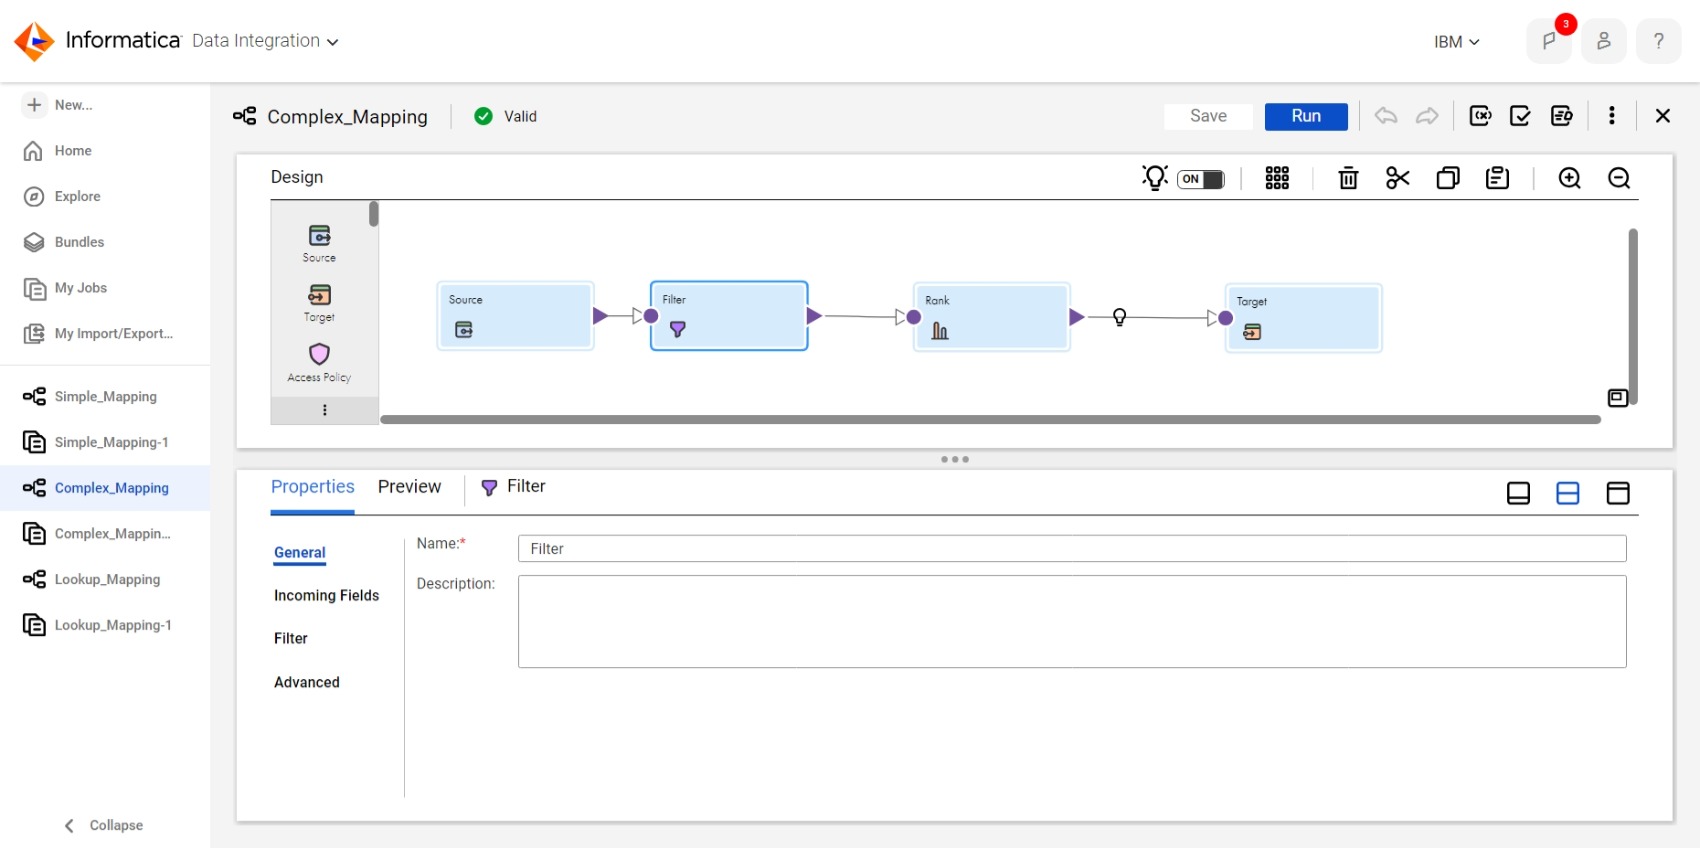 Informatica Data Integration
IBM
3
?
New...
Home
Explore
Bundles
My Jobs
My Import/Export...
Simple_Mapping
Simple_Mapping-1
Complex_Mapping
Complex_Mappin...
Lookup_Mapping
Lookup_Mapping-1
Collapse
Complex_Mapping
Valid
Save
Run
Design
ON
Source
Target
Access Policy
Source
Filter
Rank
Target
Properties
Preview
Filter
General
Incoming Fields
Filter
Advanced
Name:*
Filter
Description: